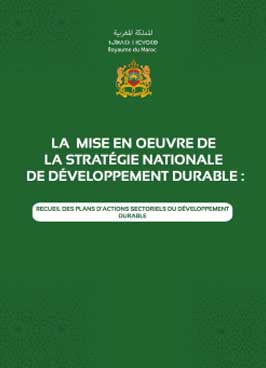 المملكة المغربية
ⵜⴰⴳⵍⴷⵉⵜ ⵏ ⵍⵎⵖⵔⵉⴱ
Royaume du Maroc
LA MISE EN OEUVRE DE
LA STRATÉGIE NATIONALE
DE DÉVELOPPEMENT DURABLE :
RECUEIL DES PLANS D'ACTIONS SECTORIELS DU DÉVELOPPEMENT
DURABLE